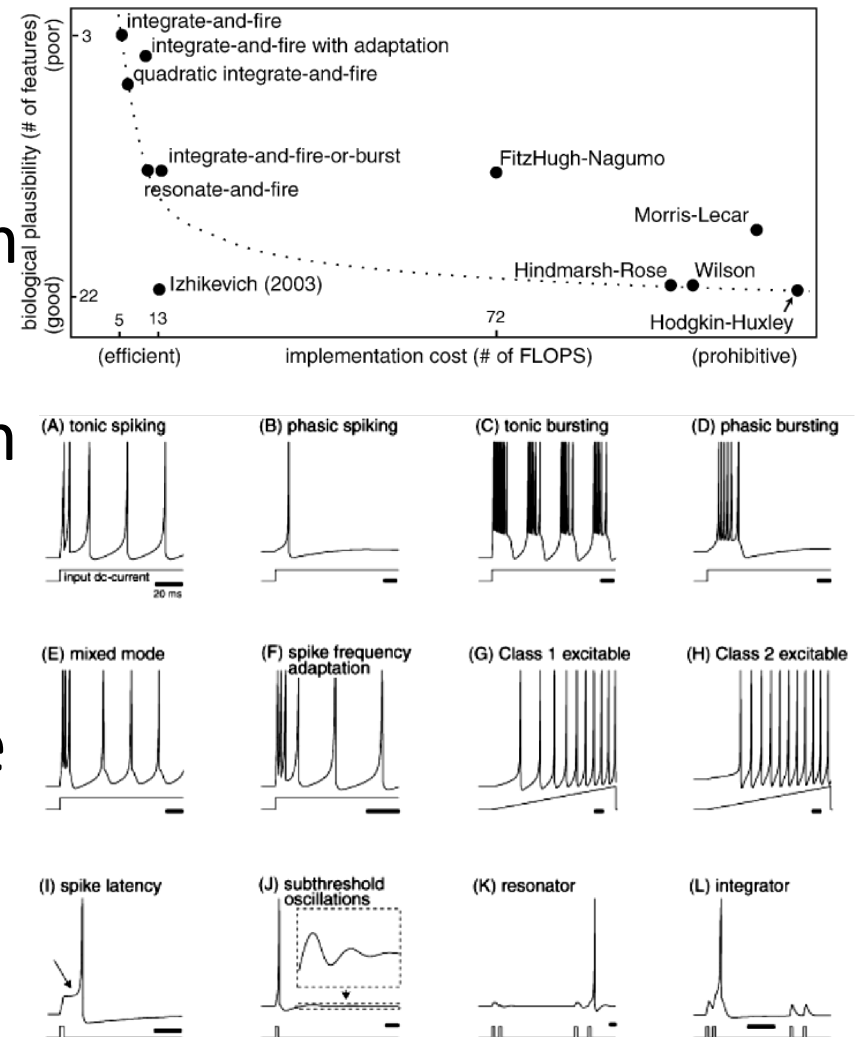 biological plausibility (# of features)
(poor)
(good)
3
22
integrate-and-fire
integrate-and-fire with adaptation
quadratic integrate-and-fire
integrate-and-fire-or-burst
resonate-and-fire
FitzHugh-Nagumo
Morris-Lecar
Hindmarsh-Rose
Wilson
Izhikevich (2003)
Hodgkin-Huxley
5
13
72
(efficient)
implementation cost (# of FLOPS)
(prohibitive)
n
n
e
(A) tonic spiking
(B) phasic spiking
(C) tonic bursting
(D) phasic bursting
input dc-current
20 ms
(E) mixed mode
(F) spike frequency
adaptation
(G) Class 1 excitable
(H) Class 2 excitable
(I) spike latency
(J) subthreshold
oscillations
(K) resonator
(L) integrator